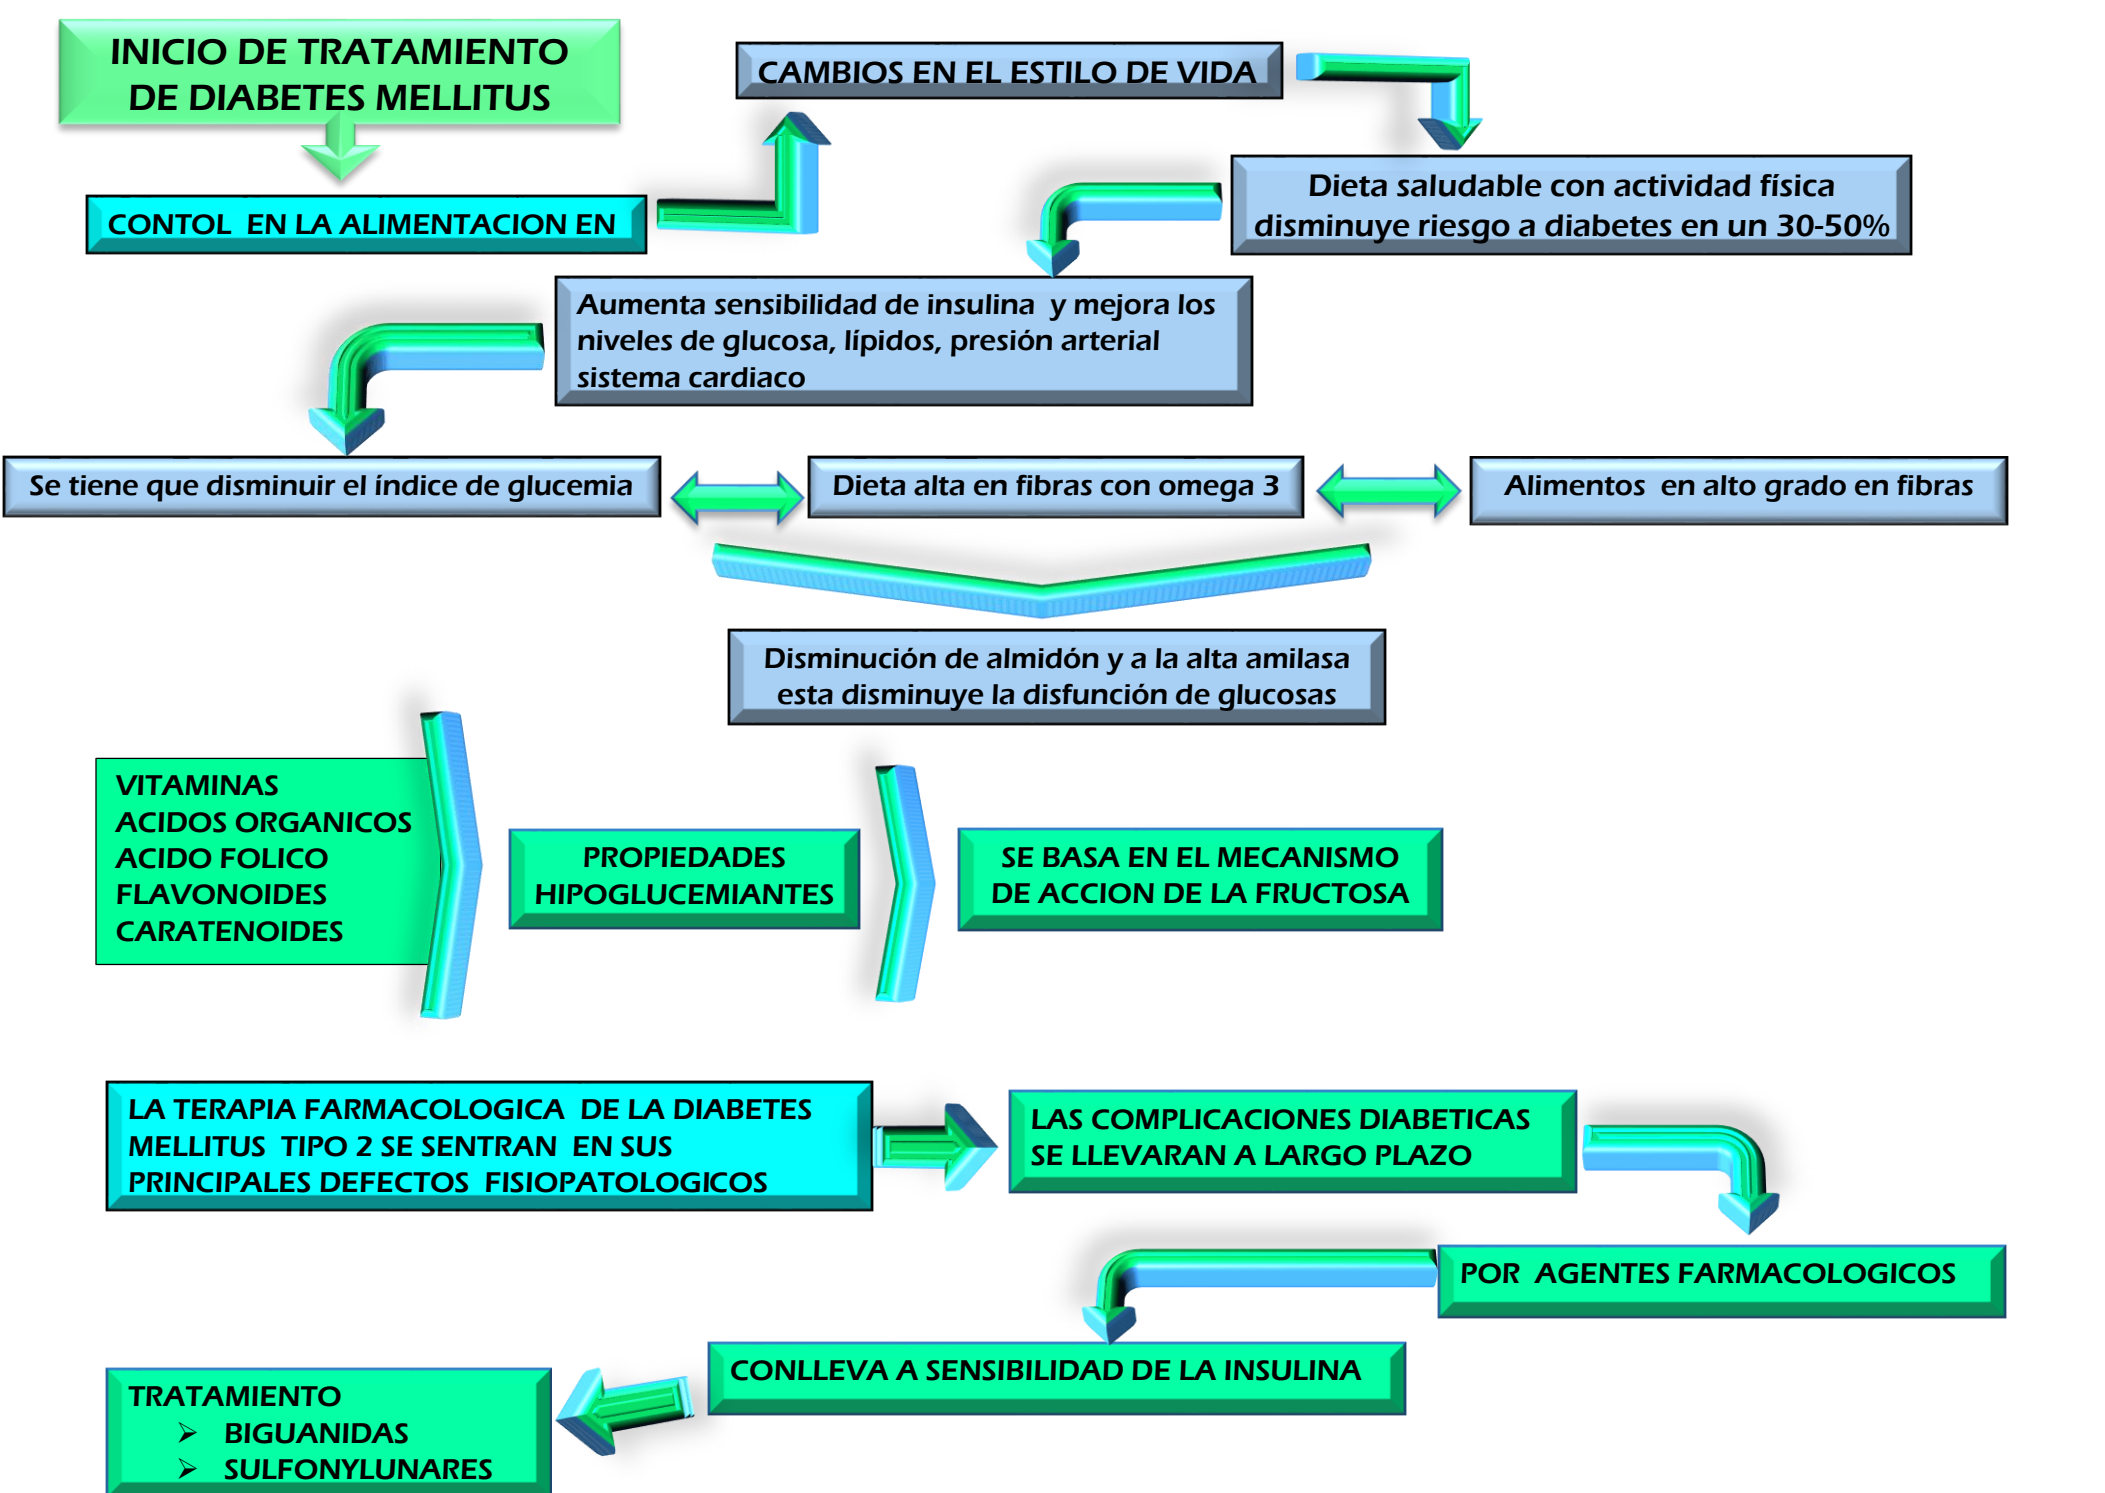 INICIO DE TRATAMIENTO
DE DIABETES MELLITUS
CAMBIOS EN EL ESTILO DE VIDA
CONTOL EN LA ALIMENTACION EN
Dieta saludable con actividad física
disminuye riesgo a diabetes en un 30-50%
Aumenta sensibilidad de insulina y mejora los
niveles de glucosa, lípidos, presión arterial
sistema cardiaco
Se tiene que disminuir el índice de glucemia
Dieta alta en fibras con omega 3
Alimentos en alto grado en fibras
Disminución de almidón y a la alta amilasa
esta disminuye la disfunción de glucosas
VITAMINAS
ACIDOS ORGANICOS
ACIDO FOLICO
FLAVONOIDES
CARATENOIDES
PROPIEDADES
HIPOGLUCEMIANTES
SE BASA EN EL MECANISMO
DE ACCION DE LA FRUCTOSA
LA TERAPIA FARMACOLOGICA DE LA DIABETES
MELLITUS TIPO 2 SE SENTRAN EN SUS
PRINCIPALES DEFECTOS FISIOPATOLOGICOS
LAS COMPLICACIONES DIABETICAS
SE LLEVARAN A LARGO PLAZO
POR AGENTES FARMACOLOGICOS
CONLLEVA A SENSIBILIDAD DE LA INSULINA
TRATAMIENTO
➢ BIGUANIDAS
➢ SULFONYLUNARES